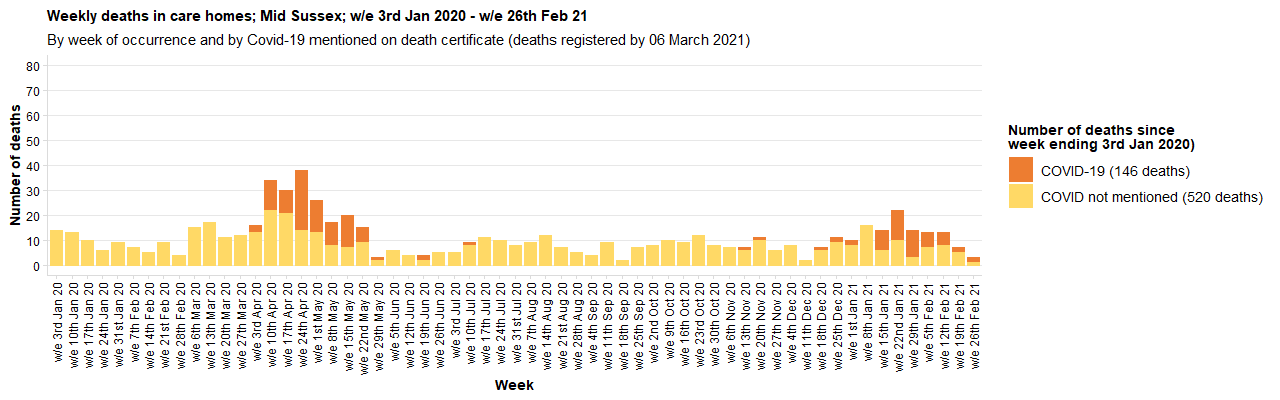 Weekly deaths in care homes; Mid Sussex; w/e 3rd Jan 2020 - w/e 26th Feb 21
By week of occurrence and by Covid-19 mentioned on death certificate (deaths registered by 06 March 2021)
80
70
60
50
40
30
20
10
0
Number of deaths
w/e 3rd Jan 20
w/e 10th Jan 20
w/e 17th Jan 20
w/e 24th Jan 20
w/e 31st Jan 20
w/e 7th Feb 20
w/e 14th Feb 20
w/e 21st Feb 20
w/e 28th Feb 20
w/e 6th Mar 20
w/e 13th Mar 20
w/e 20th Mar 20
w/e 27th Mar 20
w/e 3rd Apr 20
w/e 10th Apr 20
w/e 17th Apr 20
w/e 24th Apr 20
w/e 1st May 20
w/e 8th May 20
w/e 15th May 20
w/e 22nd May 20
w/e 29th May 20
w/e 5th Jun 20
w/e 12th Jun 20
w/e 19th Jun 20
w/e 26th Jun 20
w/e 3rd Jul 20
w/e 10th Jul 20
w/e 17th Jul 20
w/e 24th Jul 20
w/e 31st Jul 20
w/e 7th Aug 20
w/e 14th Aug 20
w/e 21st Aug 20
w/e 28th Aug 20
w/e 4th Sep 20
w/e 11th Sep 20
w/e 18th Sep 20
w/e 25th Sep 20
w/e 2nd Oct 20
w/e 9th Oct 20
w/e 16th Oct 20
w/e 23rd Oct 20
w/e 30th Oct 20
w/e 6th Nov 20
w/e 13th Nov 20
w/e 20th Nov 20
w/e 27th Nov 20
w/e 4th Dec 20
w/e 11th Dec 20
w/e 18th Dec 20
w/e 25th Dec 20
w/e 1st Jan 21
w/e 8th Jan 21
w/e 15th Jan 21
w/e 22nd Jan 21
w/e 29th Jan 21
w/e 5th Feb 21
w/e 12th Feb 21
w/e 19th Feb 21
w/e 26th Feb 21
Week
Number of deaths since
week ending 3rd Jan 2020)
COVID-19 (146 deaths)
COVID not mentioned (520 deaths)